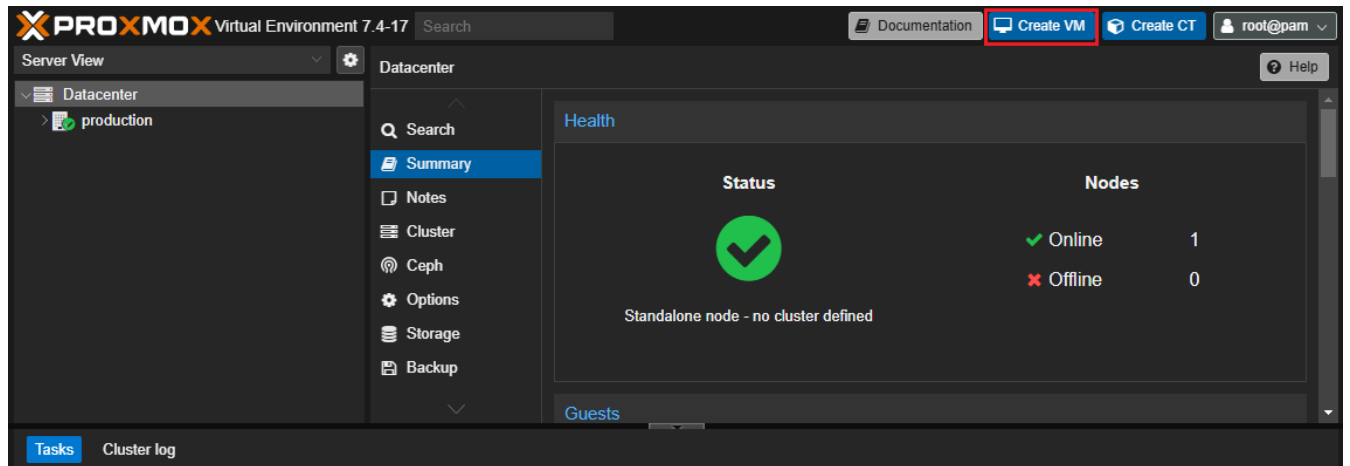 PROXMOX Virtual Environment 7.4-17 Search Documentation Create VM Create CT root@pam
Server View
Datacenter
Help
Datacenter
production
Search
Summary
Notes
Cluster
Ceph
Options
Storage
Backup
Health
Status
Nodes
Online 1
Offline 0
Standalone node - no cluster defined
Guests
Tasks Cluster log